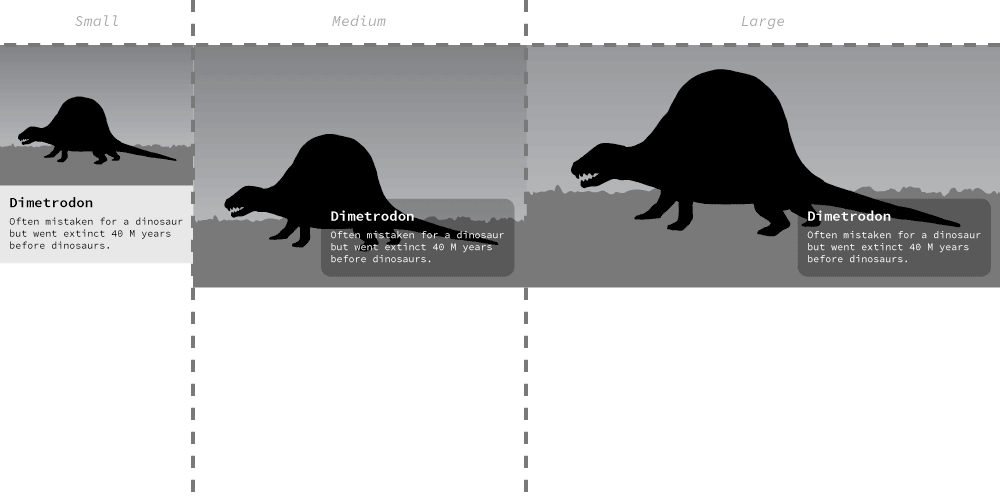 Small
Medium
Large
Dimetrodon
Often mistaken for a dinosaur
but went extinct 40 M years
before dinosaurs.
Dimetrodon
Often mistaken for a dinosaur
but went extinct 40 M years
before dinosaurs.
Dimetrodon
Often mistaken for a dinosaur
but went extinct 40 M years
before dinosaurs.